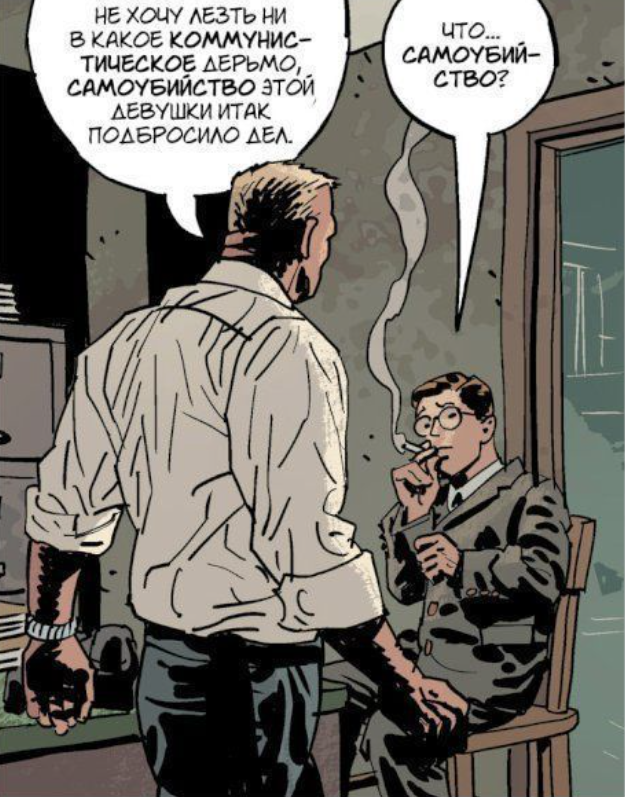 НЕ ХОЧУ ЛЕЗТЬ НИ
В КАКОЕ КОММУНИС-
ТИЧЕСКОЕ ДЕРЬМО,
САМОУБИЙСТВО ЭТОЙ
ДЕВУШКИ ИТАК
ПОДБРОСИЛО ДЕЛ.
ЧТО...
САМОУБИЙ-
СТВО?